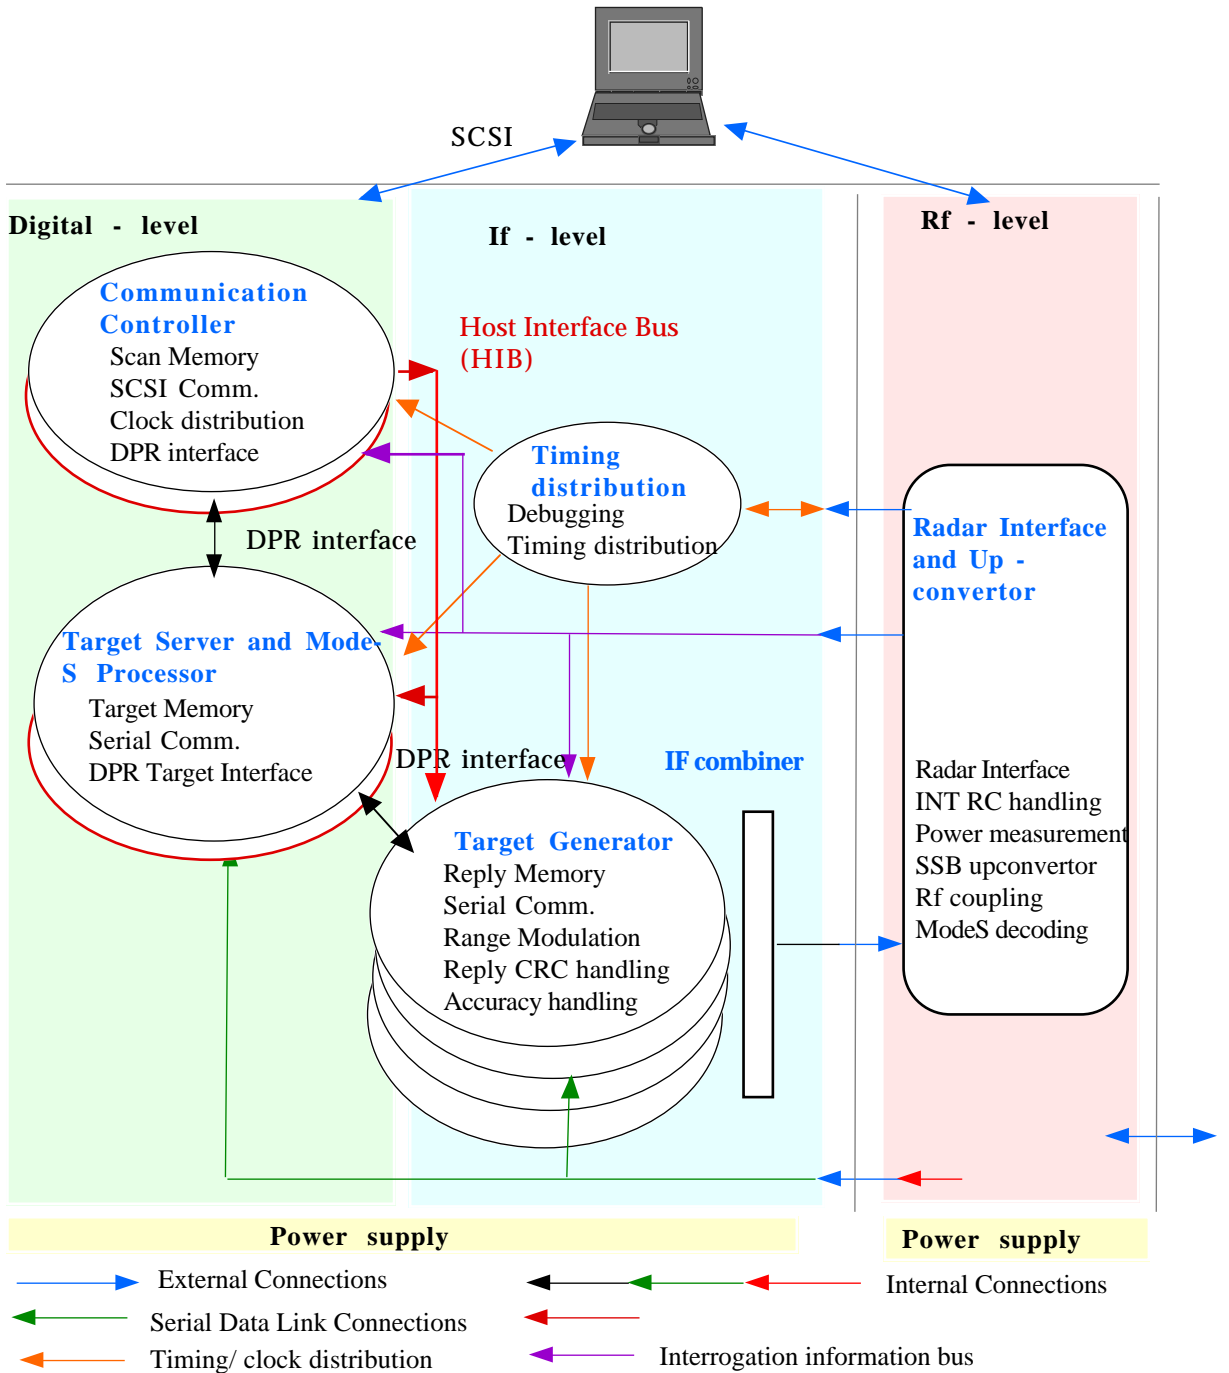 SCSI
Digital - level
If - level
Rf - level
Communication
Controller
Scan Memory
SCSI Comm.
Clock distribution
DPR interface
Host Interface Bus
(HIB)
Timing
distribution
Debugging
Timing distribution
DPR interface
Radar Interface
and Up -
convertor
Target Server and Mode-
S Processor
Target Memory
Serial Comm.
DPR Target Interface
DPR interface
IF combiner
Radar Interface
INT RC handling
Power measurement
SSB upconvertor
Rf coupling
ModeS decoding
Target Generator
Reply Memory
Serial Comm.
Range Modulation
Reply CRC handling
Accuracy handling
Power supply
Power supply
External Connections
Internal Connections
Serial Data Link Connections
Timing/ clock distribution
Interrogation information bus